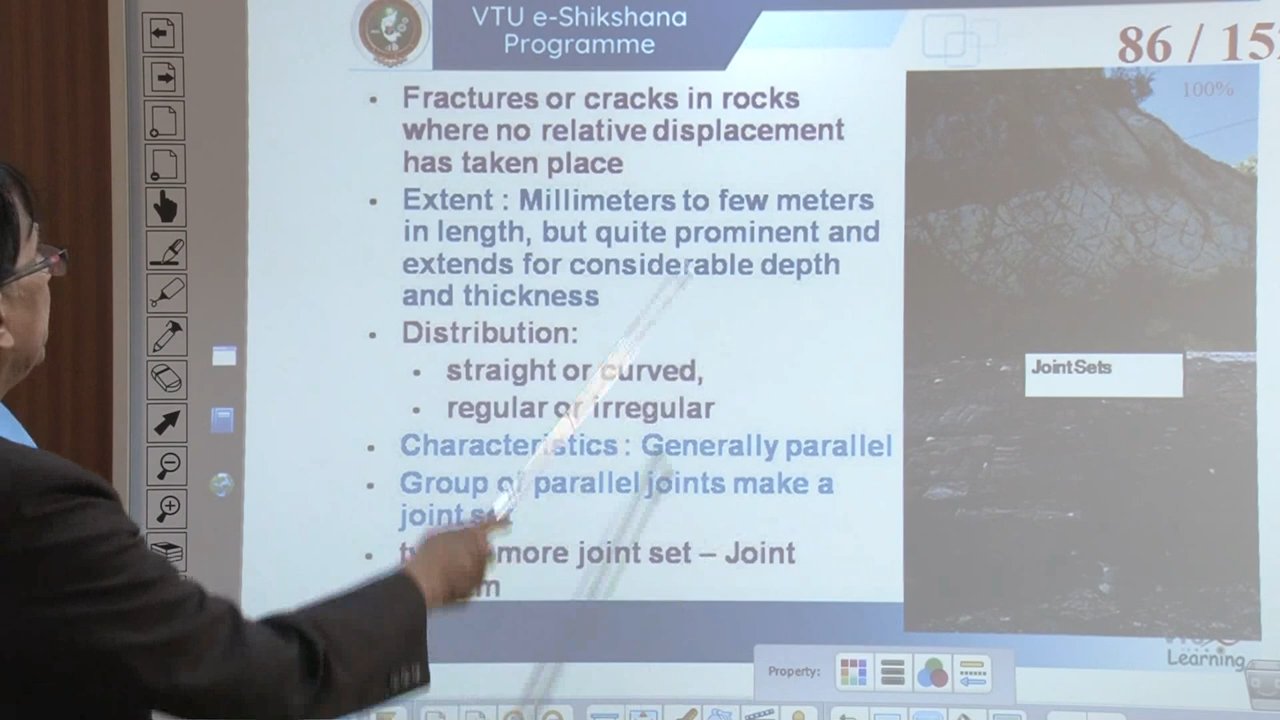 VTU e-Shikshana
Programme
86 / 15
100%
Fractures or cracks in rocks
where no relative displacement
has taken place
Extent : Millimeters to few meters
in length, but quite prominent and
extends for considerable depth
and thickness
Distribution:
straight or curved,
regular or irregular
Characteristics : Generally parallel
Group of parallel joints make a
joint set
more joint set – Joint
Joint Sets
Learning
Property: